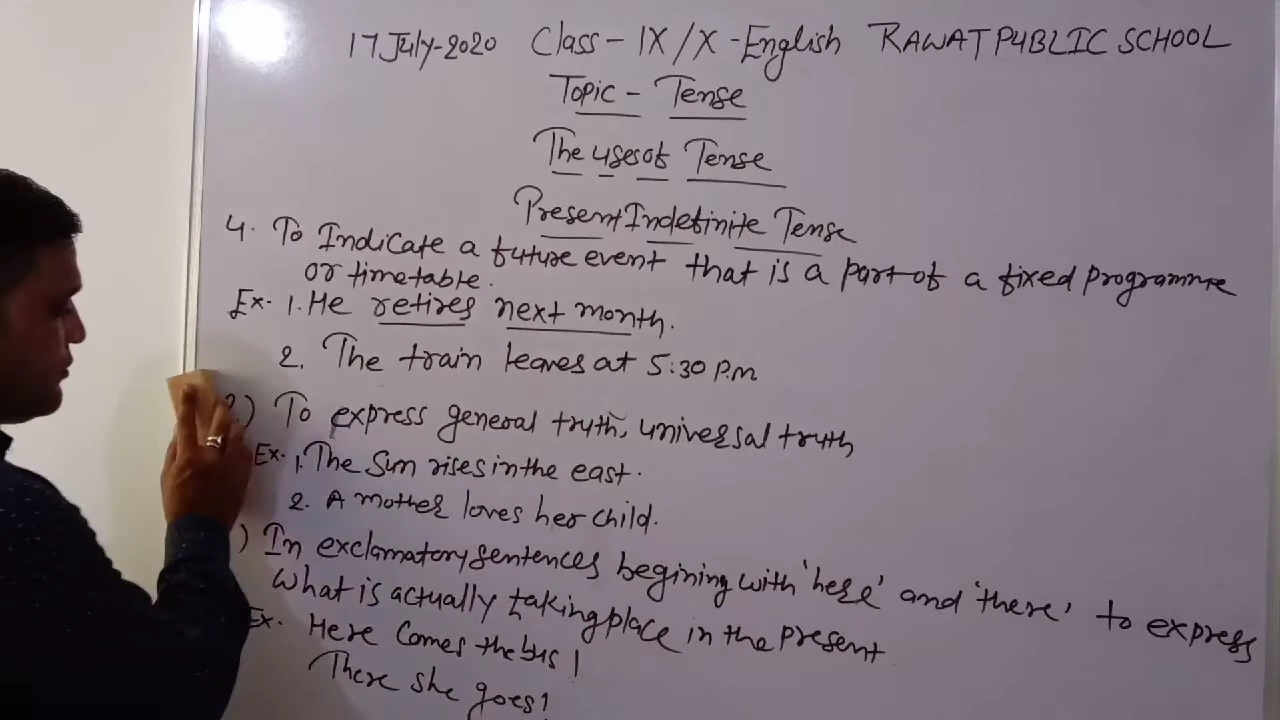 17 July-2020 Class - IX/X - English RAWAT PUBLIC SCHOOL
Topic - Tense
The uses of Tense
Present Indefinite Tense
4. To Indicate a future event that is a part of a fixed programme
or timetable.
Ex- 1. He retires next month.
2. The train leaves at 5:30 P.M
2.) To express general truth, universal truth
Ex- 1. The Sun rises in the east.
2. A mother loves her child.
) In exclamatory sentences begining with 'here' and 'there' to express
What is actually taking place in the present
Ex- Here comes the bus!
There she goes!